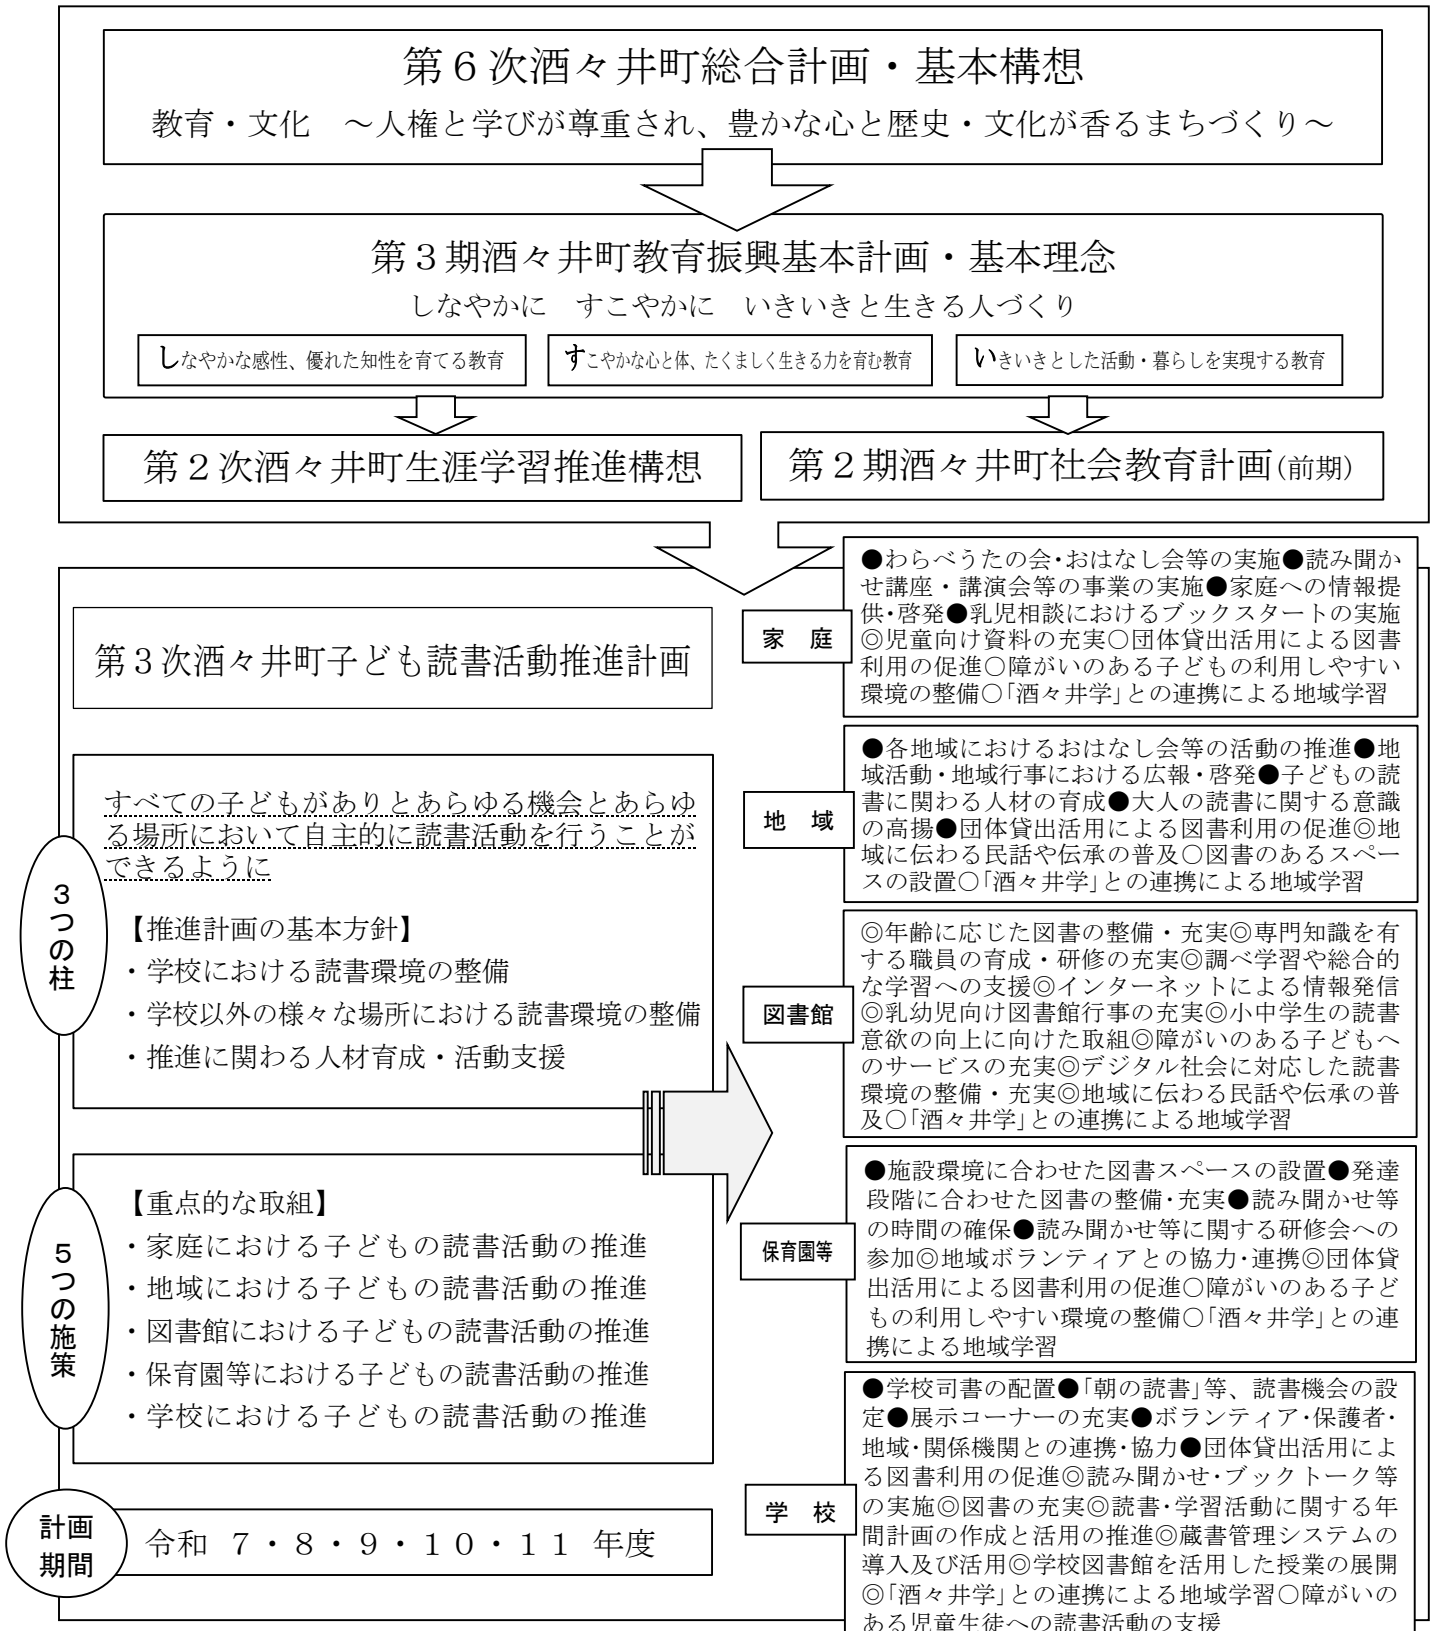 第６次酒々井町総合計画・基本構想
教育・文化　～人権と学びが尊重され、豊かな心と歴史・文化が香るまちづくり～
第３期酒々井町教育振興基本計画・基本理念
しなやかに　すこやかに　いきいきと生きる人づくり
しなやかな感性、優れた知性を育てる教育
すこやかな心と体、たくましく生きる力を育む教育
いきいきとした活動・暮らしを実現する教育
第２次酒々井町生涯学習推進構想
第２期酒々井町社会教育計画(前期)
第３次酒々井町子ども読書活動推進計画
３つの柱
すべての子どもがありとあらゆる機会とあらゆ
る場所において自主的に読書活動を行うことが
できるように
【推進計画の基本方針】
・学校における読書環境の整備
・学校以外の様々な場所における読書環境の整備
・推進に関わる人材育成・活動支援
５つの施策
【重点的な取組】
・家庭における子どもの読書活動の推進
・地域における子どもの読書活動の推進
・図書館における子どもの読書活動の推進
・保育園等における子どもの読書活動の推進
・学校における子どもの読書活動の推進
計画
期間
令和　７・８・９・１０・１１　年度
家　庭
●わらべうたの会・おはなし会等の実施●読み聞か
せ講座・講演会等の事業の実施●家庭への情報提
供・啓発●乳児相談におけるブックスタートの実施
◎児童向け資料の充実○団体貸出活用による図書
利用の促進○障がいのある子どもの利用しやすい
環境の整備○「酒々井学」との連携による地域学習
地　域
●各地域におけるおはなし会等の活動の推進●地
域活動・地域行事における広報・啓発●子どもの読
書に関わる人材の育成●大人の読書に関する意識
の高揚●団体貸出活用による図書利用の促進◎地
域に伝わる民話や伝承の普及○図書のあるスペー
スの設置○「酒々井学」との連携による地域学習
図書館
◎年齢に応じた図書の整備・充実◎専門知識を有
する職員の育成・研修の充実◎調べ学習や総合的
な学習への支援◎インターネットによる情報発信
◎乳幼児向け図書館行事の充実◎小中学生の読書
意欲の向上に向けた取組◎障がいのある子どもへ
のサービスの充実◎デジタル社会に対応した読書
環境の整備・充実◎地域に伝わる民話や伝承の普
及○「酒々井学」との連携による地域学習
保育園等
●施設環境に合わせた図書スペースの設置●発達
段階に合わせた図書の整備・充実●読み聞かせ等
の時間の確保●読み聞かせ等に関する研修会への
参加◎地域ボランティアとの協力・連携◎団体貸
出活用による図書利用の促進○障がいのある子ど
もの利用しやすい環境の整備○「酒々井学」との連
携による地域学習
学　校
●学校司書の配置●「朝の読書」等、読書機会の設
定●展示コーナーの充実●ボランティア・保護者・
地域・関係機関との連携・協力●団体貸出活用によ
る図書利用の促進◎読み聞かせ・ブックトーク等
の実施◎図書の充実◎読書・学習活動に関する年
間計画の作成と活用の推進◎蔵書管理システムの
導入及び活用◎学校図書館を活用した授業の展開
◎「酒々井学」との連携による地域学習○障がいの
ある児童生徒への読書活動の支援